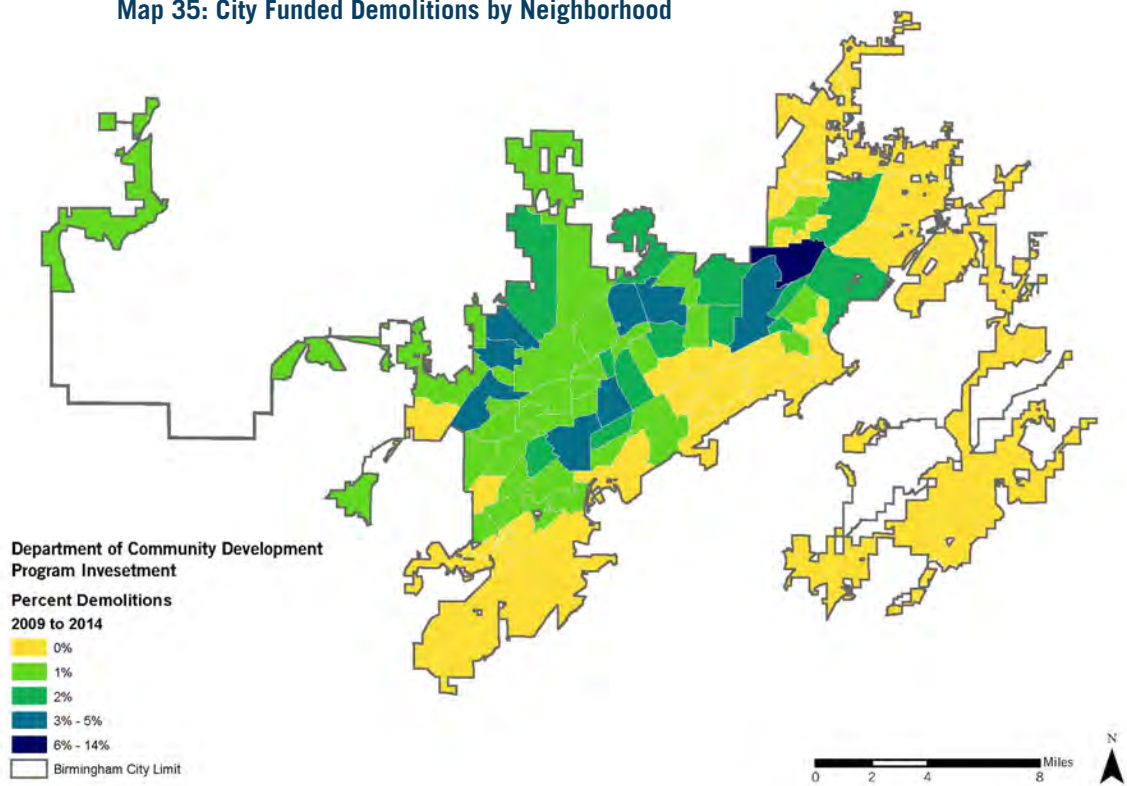 Map 35: City Funded Demolitions by Neighborhood
Department of Community Development
Program Invesetment
Percent Demolitions
2009 to 2014
0%
1%
2%
3% - 5%
6% - 14%
Birmingham City Limit
N
Miles
0 2 4 8